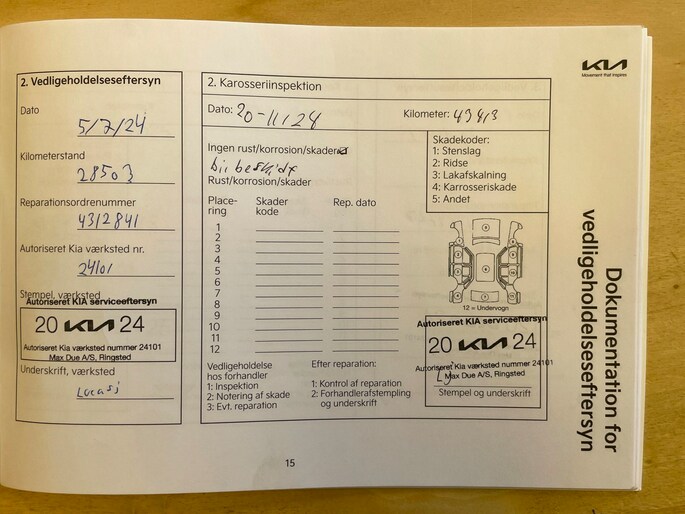 KIA
Movement that inspires
Dokumentation for
vedligeholdelseseftersyn
2. Vedligeholdelseseftersyn
Dato
5/7/24
Kilometerstand
28503
Reparationsordrenummer
4312841
Autoriseret Kia værksted nr.
24101
Stempel, værksted
Autoriseret KIA serviceeftersyn
20 KIA 24
Autoriseret Kia værksted nummer 24101
Max Due A/S, Ringsted
Underskrift, værksted
2. Karosseriinspektion
Dato: 20-11/24
Kilometer:
Ingen rust/korrosion/skader
Rust/korrosion/skader
Skadekoder:
1: Stenslag
2: Ridse
3: Lakafskalning
4: Karrosseriskade
5: Andet
Place-
ring
Skader
kode
Rep. dato
1
2
3
4
5
6
7
8
9
10
11
12
12 = Undervogn
Vedligeholdelse
hos forhandler
1: Inspektion
2: Notering af skade
3: Evt. reparation
Efter reparation:
1: Kontrol af reparation
2: Forhandlerafstempling
og underskrift
Autoriseret KIA serviceeftersyn
20 KIA 24
Autoriseret Kia værksted nummer 24101
Max Due A/S, Ringsted
Stempel og underskrift
15